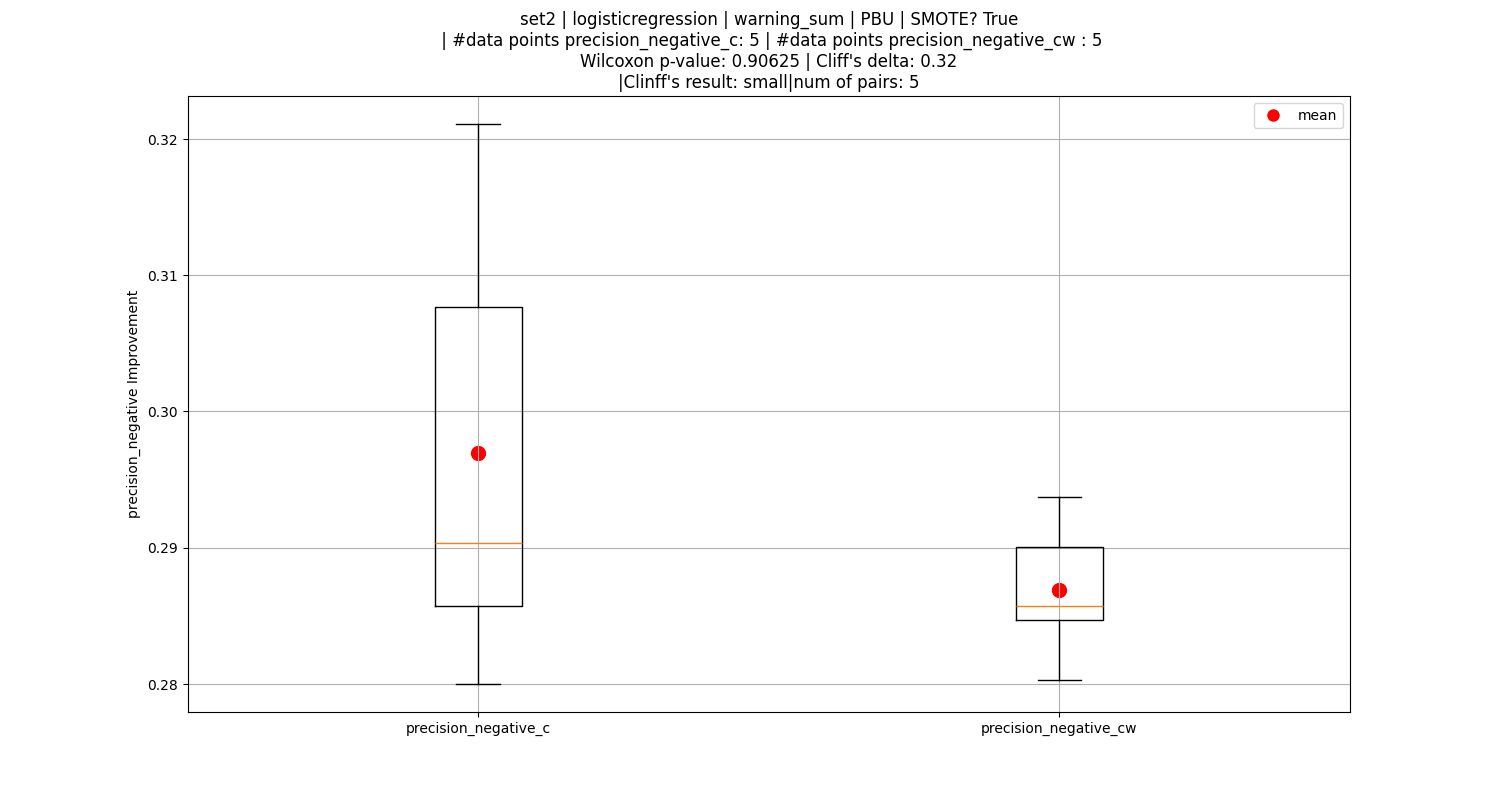 set2 | logisticregression | warning_sum | PBU | SMOTE? True
| #data points precision_negative_c: 5 | #data points precision_negative_cw : 5
Wilcoxon p-value: 0.90625 | Cliff's delta: 0.32
|Clinff's result: small|num of pairs: 5
mean
0.32
0.31
0.30
0.29
0.28
precision_negative Improvement
precision_negative_c
precision_negative_cw